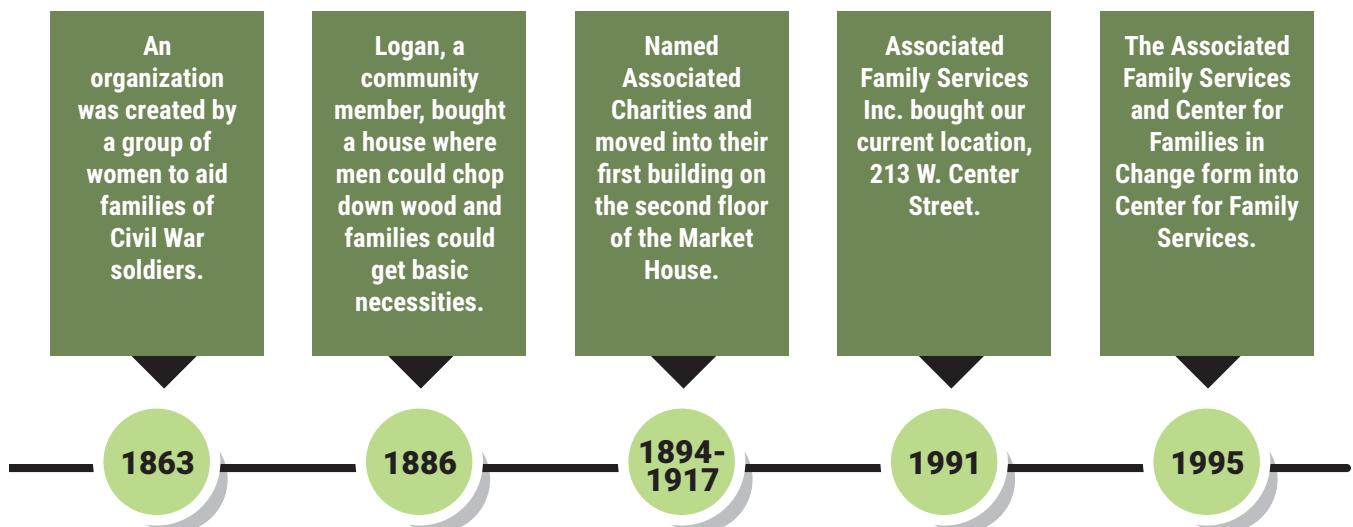 An
organization
was created by
a group of
women to aid
families of
Civil War
soldiers.
Logan, a
community
member, bought
a house where
men could chop
down wood and
families could
get basic
necessities.
Named
Associated
Charities and
moved into their
first building on
the second floor
of the Market
House.
Associated
Family Services
Inc. bought our
current location,
213 W. Center
Street.
The Associated
Family Services
and Center for
Families in
Change form into
Center for Family
Services.
1863
1886
1894-
1917
1991
1995